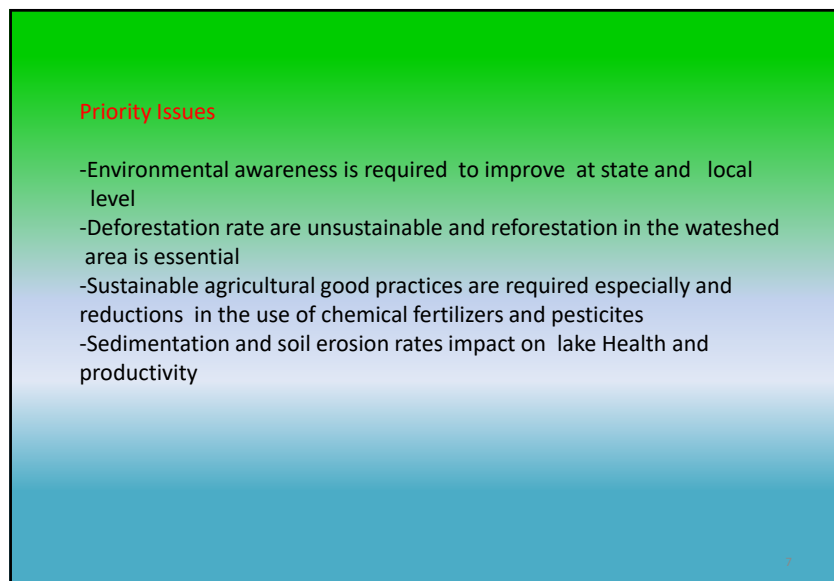 Priority Issues
-Environmental awareness is required  to improve  at state and   local
level
-Deforestation rate are unsustainable and reforestation in the wateshed
area is essential
-Sustainable agricultural good practices are required especially and
reductions  in the use of chemical fertilizers and pesticites
-Sedimentation and soil erosion rates impact on  lake Health and
productivity
7